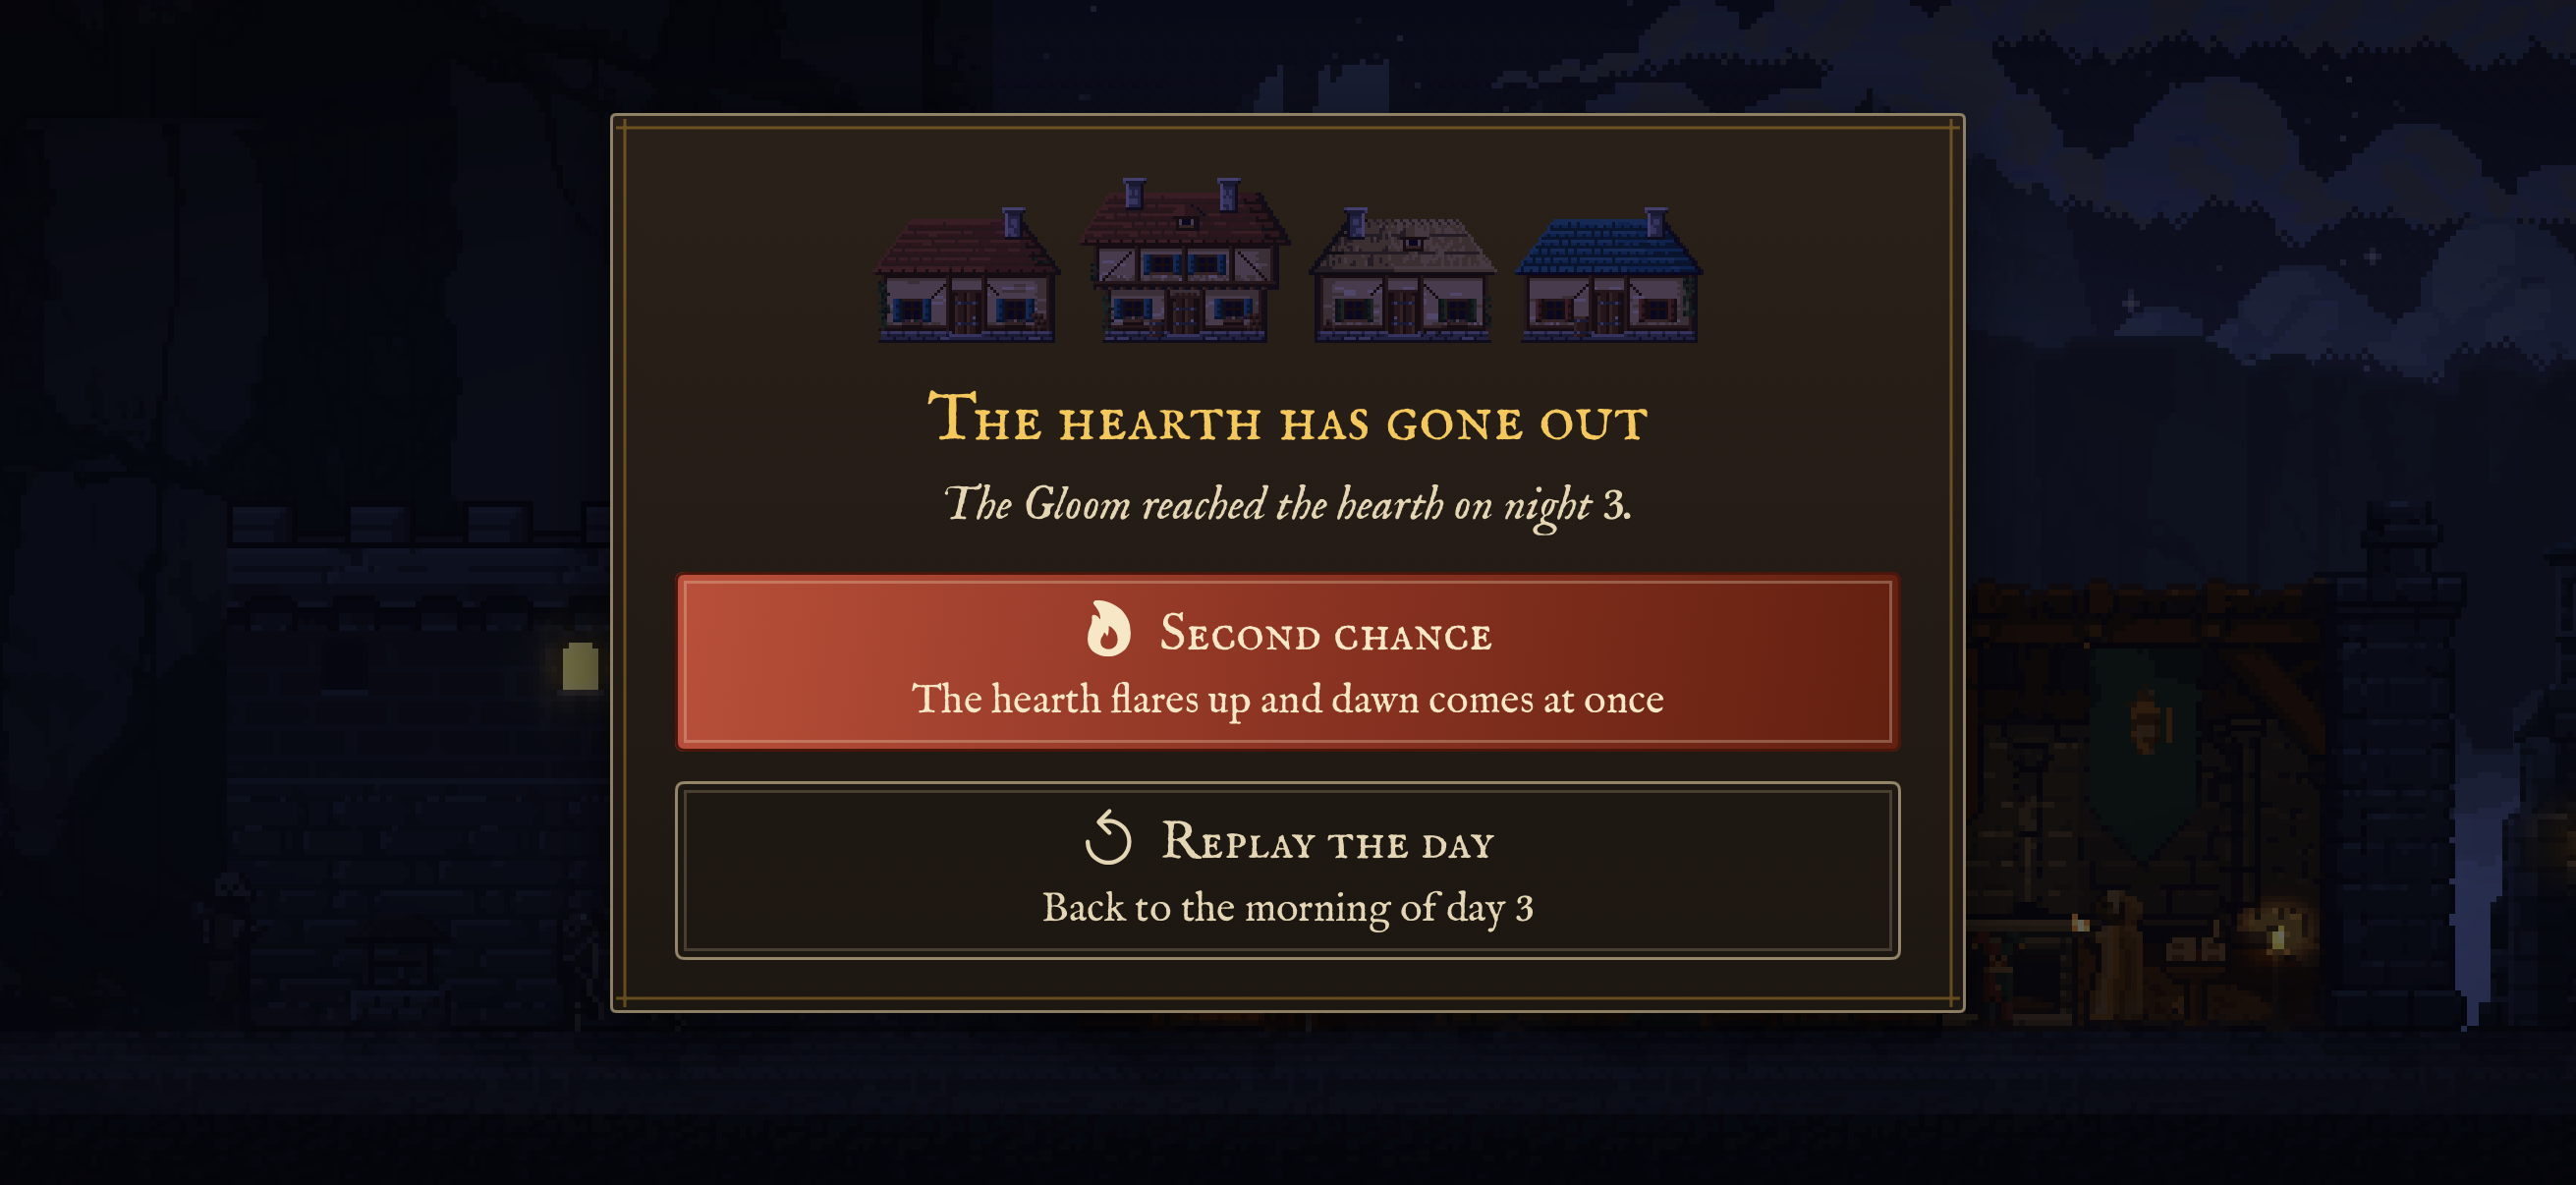 The hearth has gone out
The Gloom reached the hearth on night 3.
Second chance
The hearth flares up and dawn comes at once
Replay the day
Back to the morning of day 3